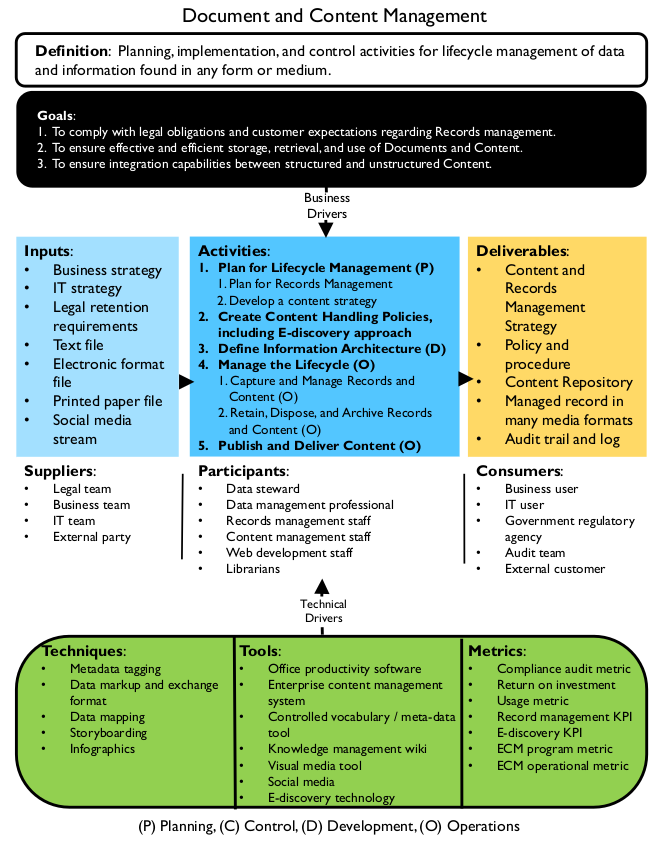 Document and Content Management
Definition: Planning, implementation, and control activities for lifecycle management of data
and information found in any form or medium.
Goals:
1. To comply with legal obligations and customer expectations regarding Records management.
2. To ensure effective and efficient storage, retrieval, and use of Documents and Content.
3. To ensure integration capabilities between structured and unstructured Content.
Business
Drivers
Inputs:
• Business strategy
• IT strategy
• Legal retention
requirements
• Text file
• Electronic format
file
• Printed paper file
• Social media
stream
Activities:
1. Plan for Lifecycle Management (P)
1. Plan for Records Management
2. Develop a content strategy
2. Create Content Handling Policies,
including E-discovery approach
3. Define Information Architecture (D)
4. Manage the Lifecycle (O)
1. Capture and Manage Records and
Content (O)
2. Retain, Dispose, and Archive Records
and Content (O)
5. Publish and Deliver Content (O)
Deliverables:
• Content and
Records
Management
Strategy
• Policy and
procedure
• Content Repository
• Managed record in
many media formats
• Audit trail and log
Suppliers:
• Legal team
• Business team
• IT team
• External party
Participants:
• Data steward
• Data management professional
• Records management staff
• Content management staff
• Web development staff
• Librarians
Consumers:
• Business user
• IT user
• Government regulatory
agency
• Audit team
• External customer
Technical
Drivers
Techniques:
• Metadata tagging
• Data markup and exchange
format
• Data mapping
• Storyboarding
• Infographics
Tools:
• Office productivity software
• Enterprise content management
system
• Controlled vocabulary / meta-data
tool
• Knowledge management wiki
• Visual media tool
• Social media
• E-discovery technology
Metrics:
• Compliance audit metric
• Return on investment
• Usage metric
• Record management KPI
• E-discovery KPI
• ECM program metric
• ECM operational metric
(P) Planning, (C) Control, (D) Development, (O) Operations